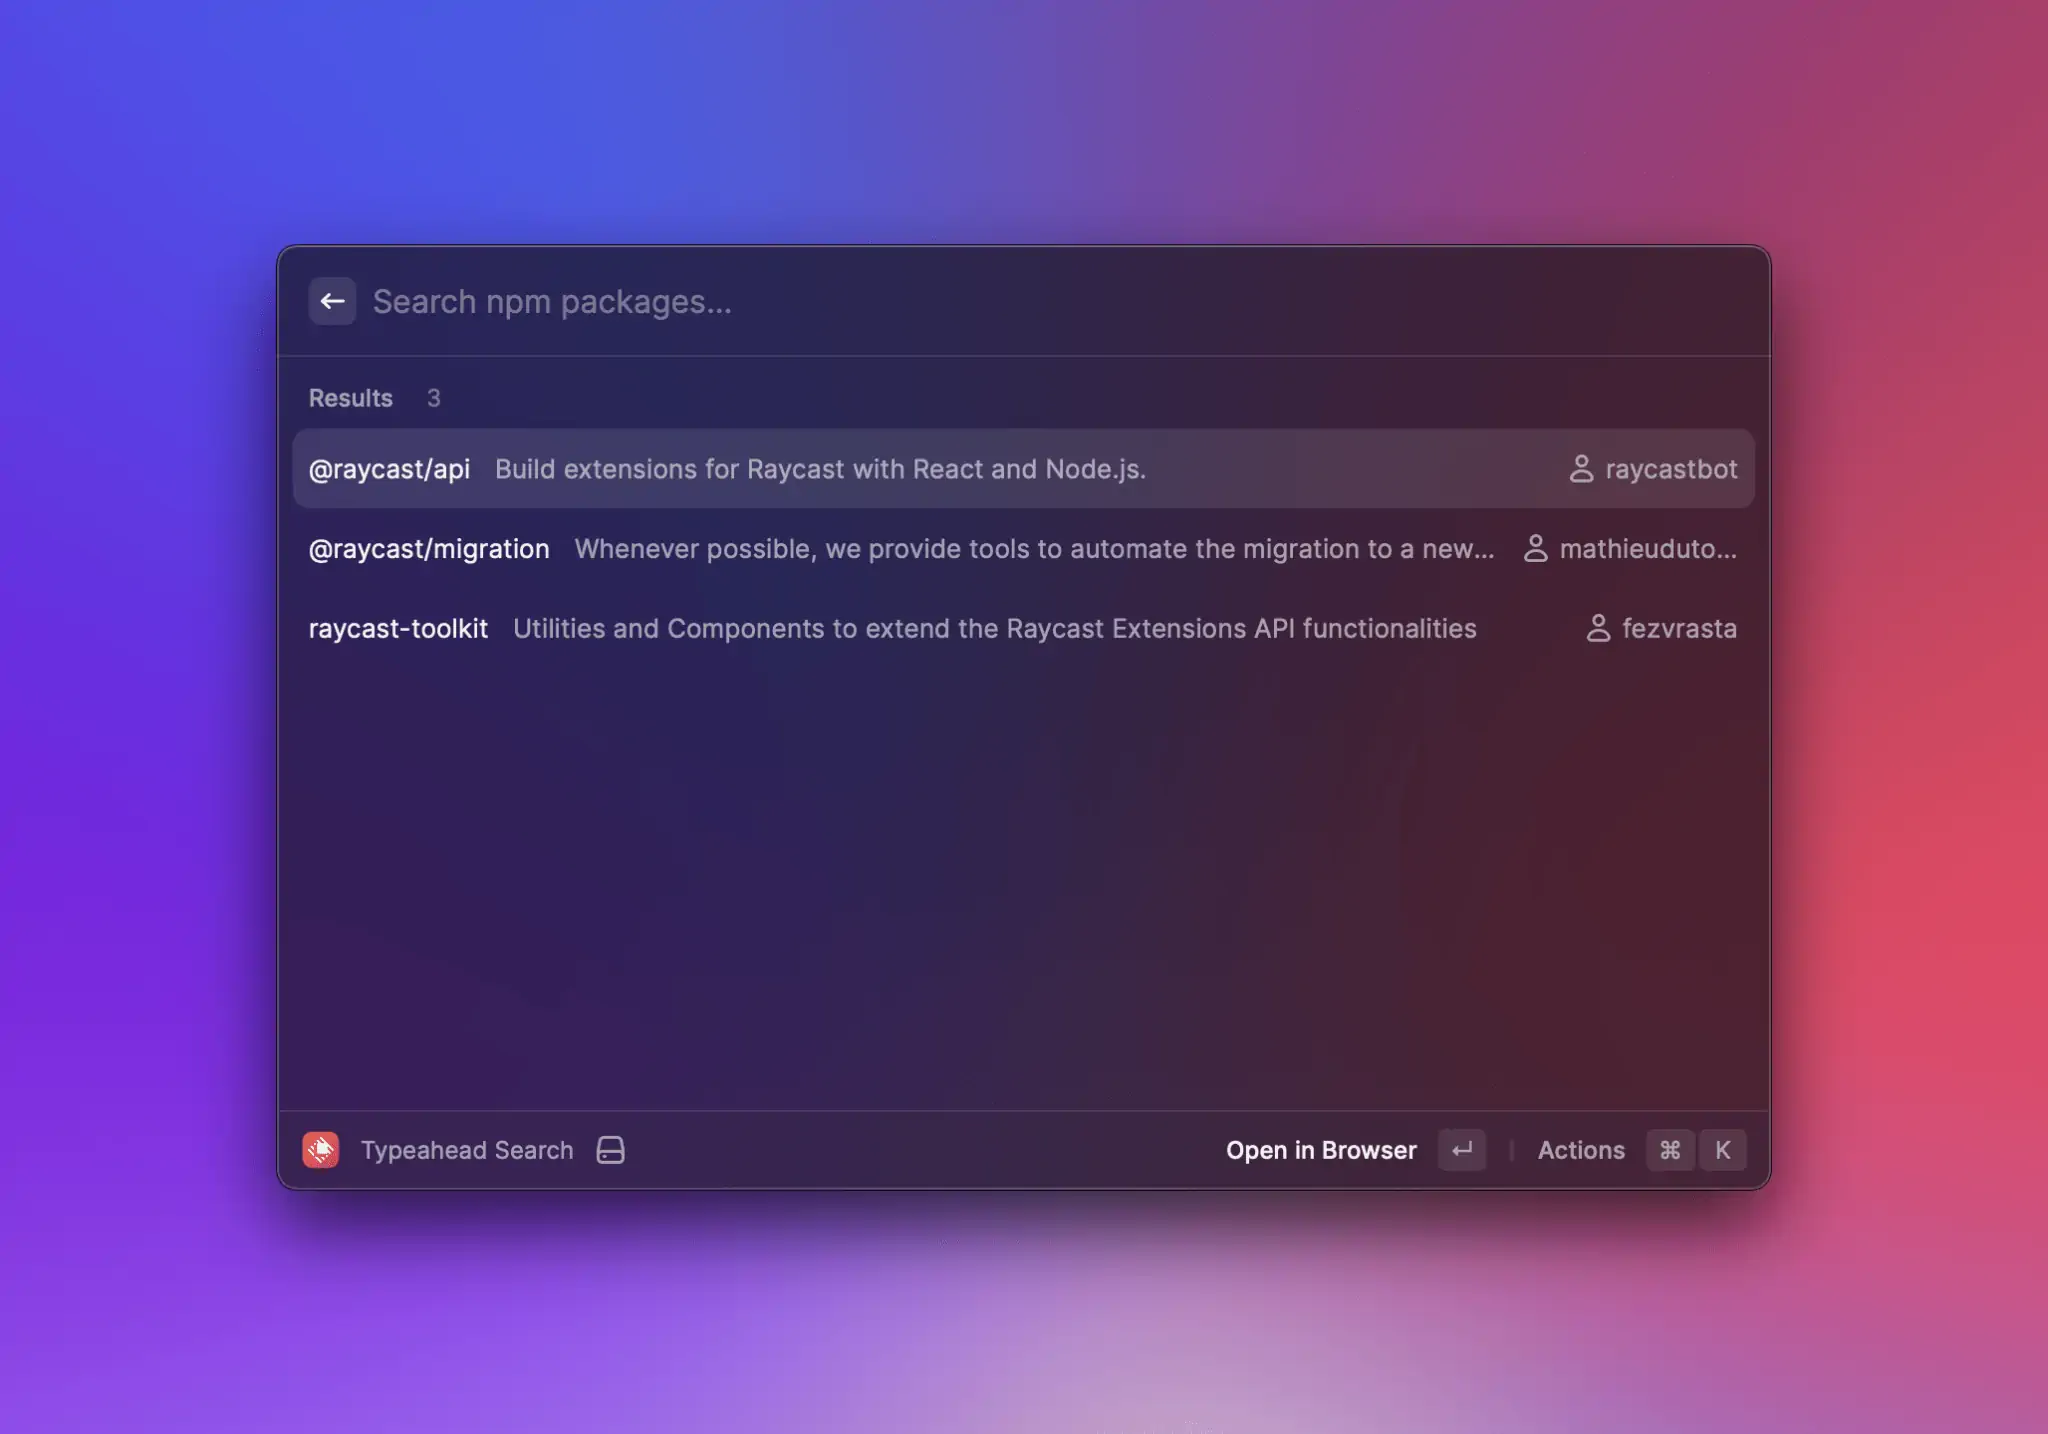 Search npm packages...
Results 3
@raycast/api Build extensions for Raycast with React and Node.js. raycastbot
@raycast/migration Whenever possible, we provide tools to automate the migration to a new... mathieuduto...
raycast-toolkit Utilities and Components to extend the Raycast Extensions API functionalities fezvrasta
Typeahead Search Open in Browser ↵ Actions ⌘ K